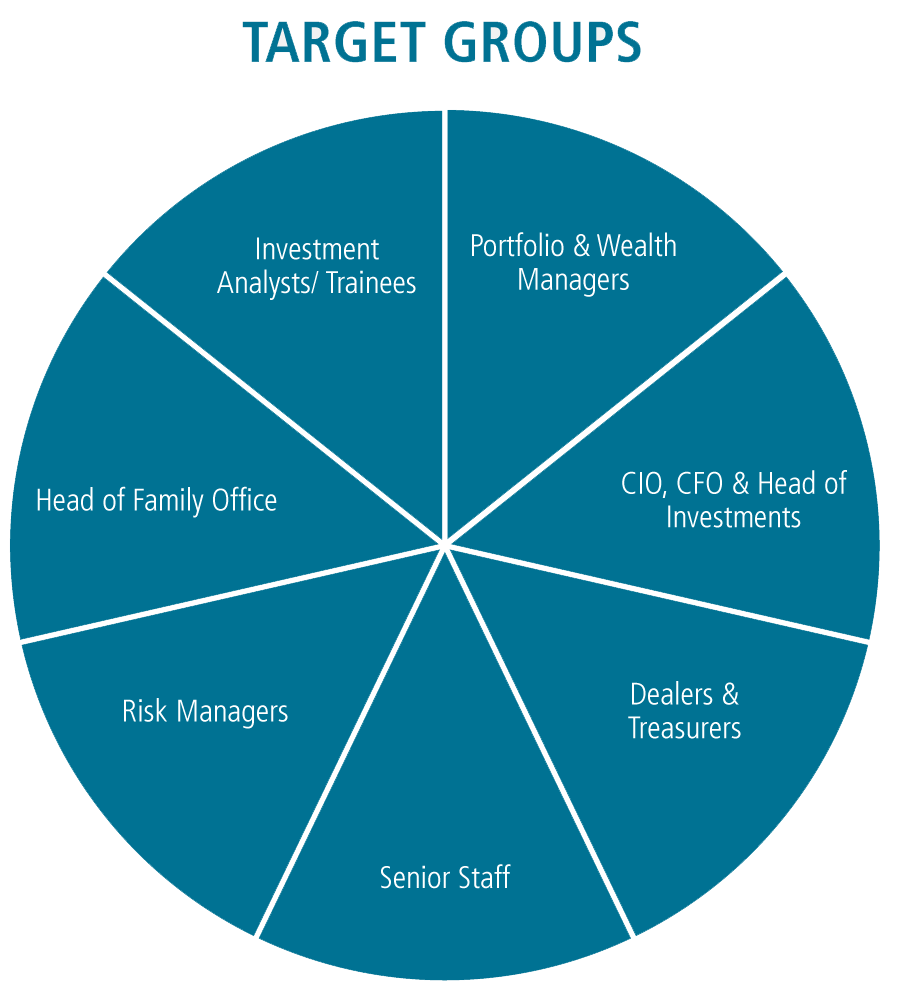 TARGET GROUPS
Investment
Analysts/ Trainees
Portfolio & Wealth
Managers
Head of Family Office
CIO, CFO & Head of
Investments
Risk Managers
Dealers &
Treasurers
Senior Staff